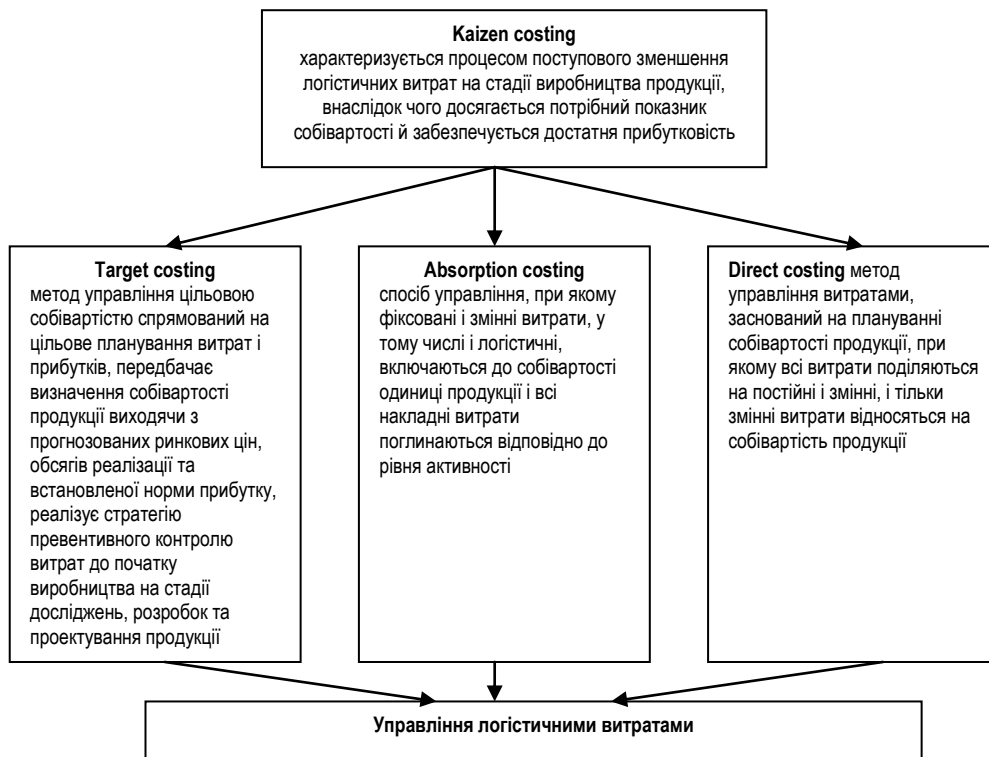 Kaizen costing
характеризується процесом поступового зменшення
логістичних витрат на стадії виробництва продукції,
внаслідок чого досягається потрібний показник
собівартості й забезпечується достатня прибутковість
Target costing
метод управління цільовою
собівартістю спрямований на
цільове планування витрат і
прибутків, передбачає
визначення собівартості
продукції виходячи з
прогнозованих ринкових цін,
обсягів реалізації та
встановленої норми прибутку,
реалізує стратегію
превентивного контролю
витрат до початку
виробництва на стадії
досліджень, розробок та
проектування продукції
Absorption costing
спосіб управління, при якому
фіксовані і змінні витрати, у
тому числі і логістичні,
включаються до собівартості
одиниці продукції і всі
накладні витрати
поглинаються відповідно до
рівня активності
Direct costing метод
управління витратами,
заснований на плануванні
собівартості продукції, при
якому всі витрати поділяються
на постійні і змінні, і тільки
змінні витрати відносяться на
собівартість продукції
Управління логістичними витратами